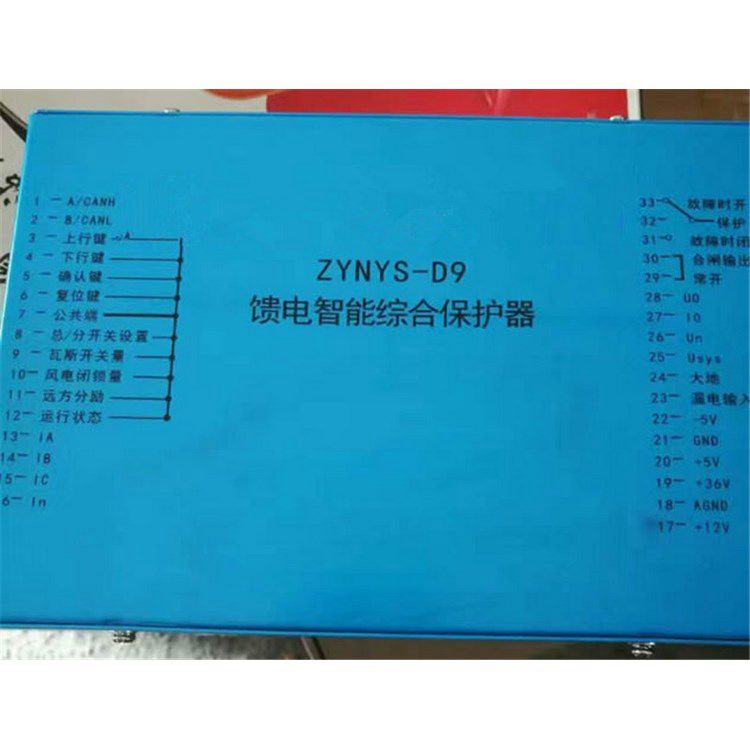 1 — A/CANH
2 — B/CANL
3 — 上行键
4 — 下行键
5 — 确认键
6 — 复位键
7 — 公共端
8 — 总/分开关设置
9 — 瓦斯开关量
10 — 风电闭锁量
11 — 远方分励
12 — 运行状态
13 — IA
14 — IB
15 — IC
6 — In
ZYNYS-D9
馈电智能综合保护器
33 故障时开
32 — 保护
31 故障时闭
30 — 合闸输出
29 — 常开
28 — U0
27 — I0
26 — Un
25 — Usys
24 — 大地
23 — 漏电输入
22 — -5V
21 — GND
20 — +5V
19 — +36V
18 — AGND
17 — +12V